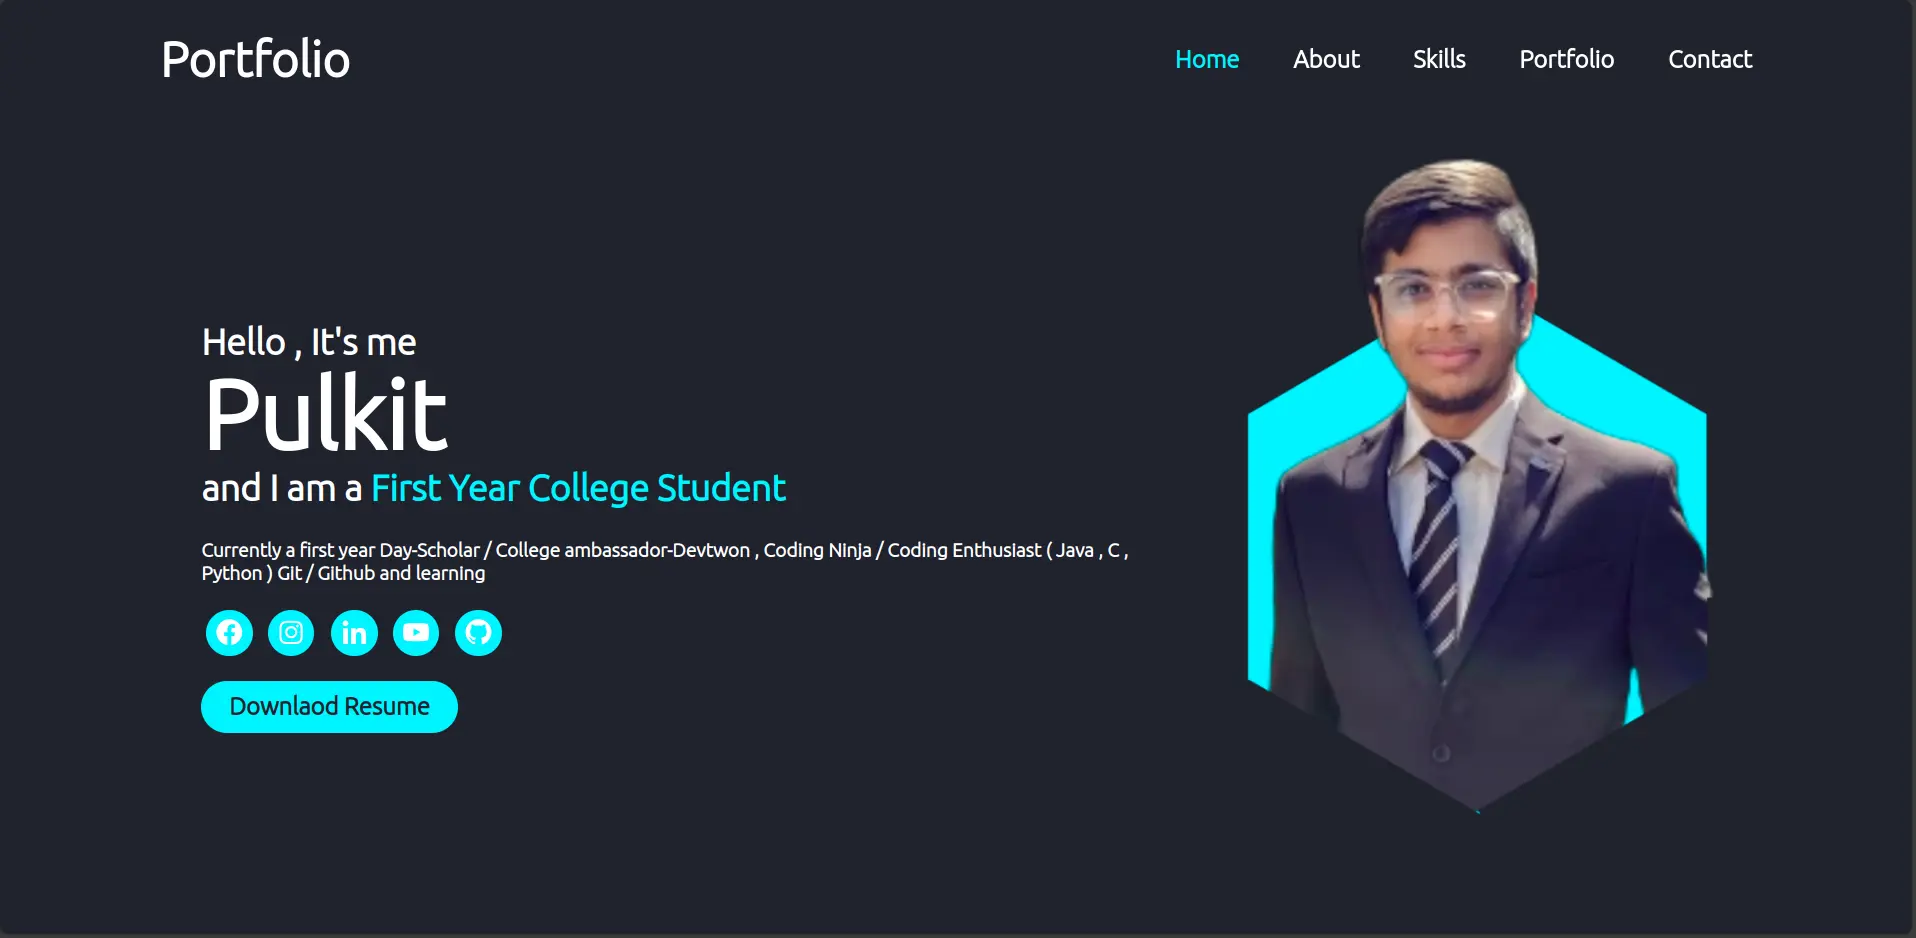 Portfolio
Home About Skills Portfolio Contact
Hello , It's me
Pulkit
and I am a First Year College Student
Currently a first year Day-Scholar / College ambassador-Devtwon , Coding Ninja / Coding Enthusiast ( Java , C ,
Python ) Git / Github and learning
in
Downlaod Resume